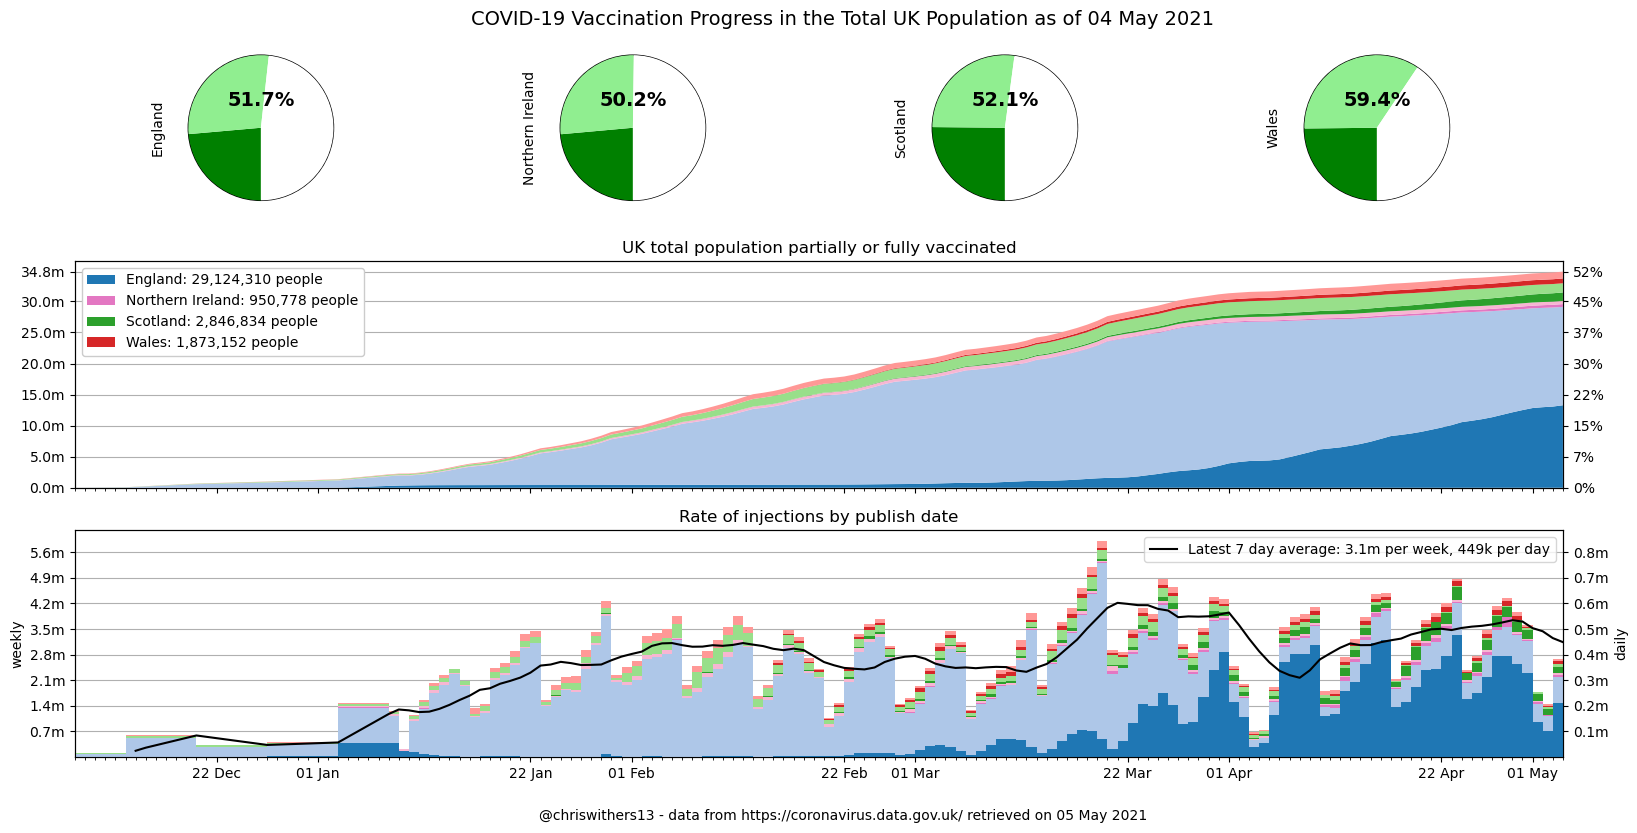 COVID-19 Vaccination Progress in the Total UK Population as of 04 May 2021
England
51.7%
Northern Ireland
50.2%
Scotland
52.1%
Wales
59.4%
UK total population partially or fully vaccinated
34.8m
30.0m
25.0m
20.0m
15.0m
10.0m
5.0m
0.0m
England: 29,124,310 people
Northern Ireland: 950,778 people
Scotland: 2,846,834 people
Wales: 1,873,152 people
52%
45%
37%
30%
22%
15%
7%
0%
Rate of injections by publish date
weekly
5.6m
4.9m
4.2m
3.5m
2.8m
2.1m
1.4m
0.7m
Latest 7 day average: 3.1m per week, 449k per day
0.8m
0.7m
0.6m
0.5m
0.4m
0.3m
0.2m
0.1m
daily
22 Dec
01 Jan
22 Jan
01 Feb
22 Feb
01 Mar
22 Mar
01 Apr
22 Apr
01 May
@chriswithers13 - data from https://coronavirus.data.gov.uk/ retrieved on 05 May 2021